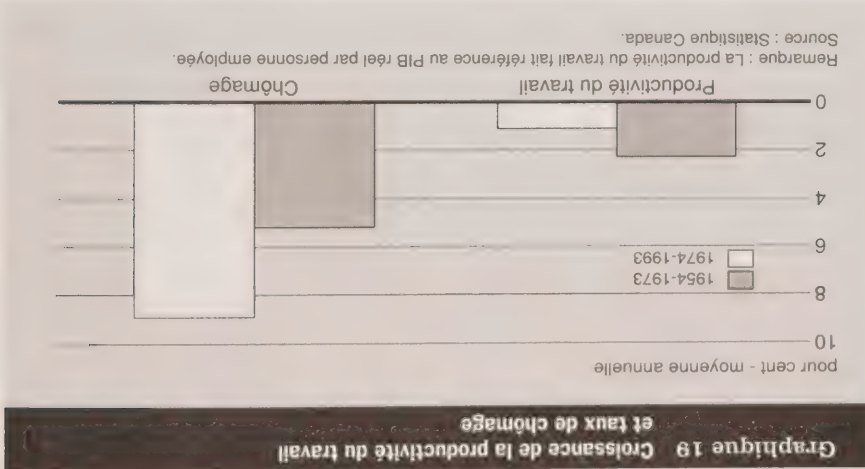 Graphique 19 Croissance de la productivité du travail
et taux de chômage
pour cent - moyenne annuelle
10
8
1954-1973
1974-1993
6
4
2
0
Productivité du travail
Chômage
Remarque : La productivité du travail fait référence au PIB réel par personne employée.
Source : Statistique Canada.